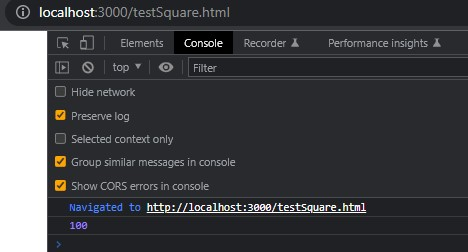 localhost:3000/testSquare.html
Elements Console Recorder Performance insights
top Filter
Hide network
Preserve log
Selected context only
Group similar messages in console
Show CORS errors in console
Navigated to http://localhost:3000/testSquare.html
100